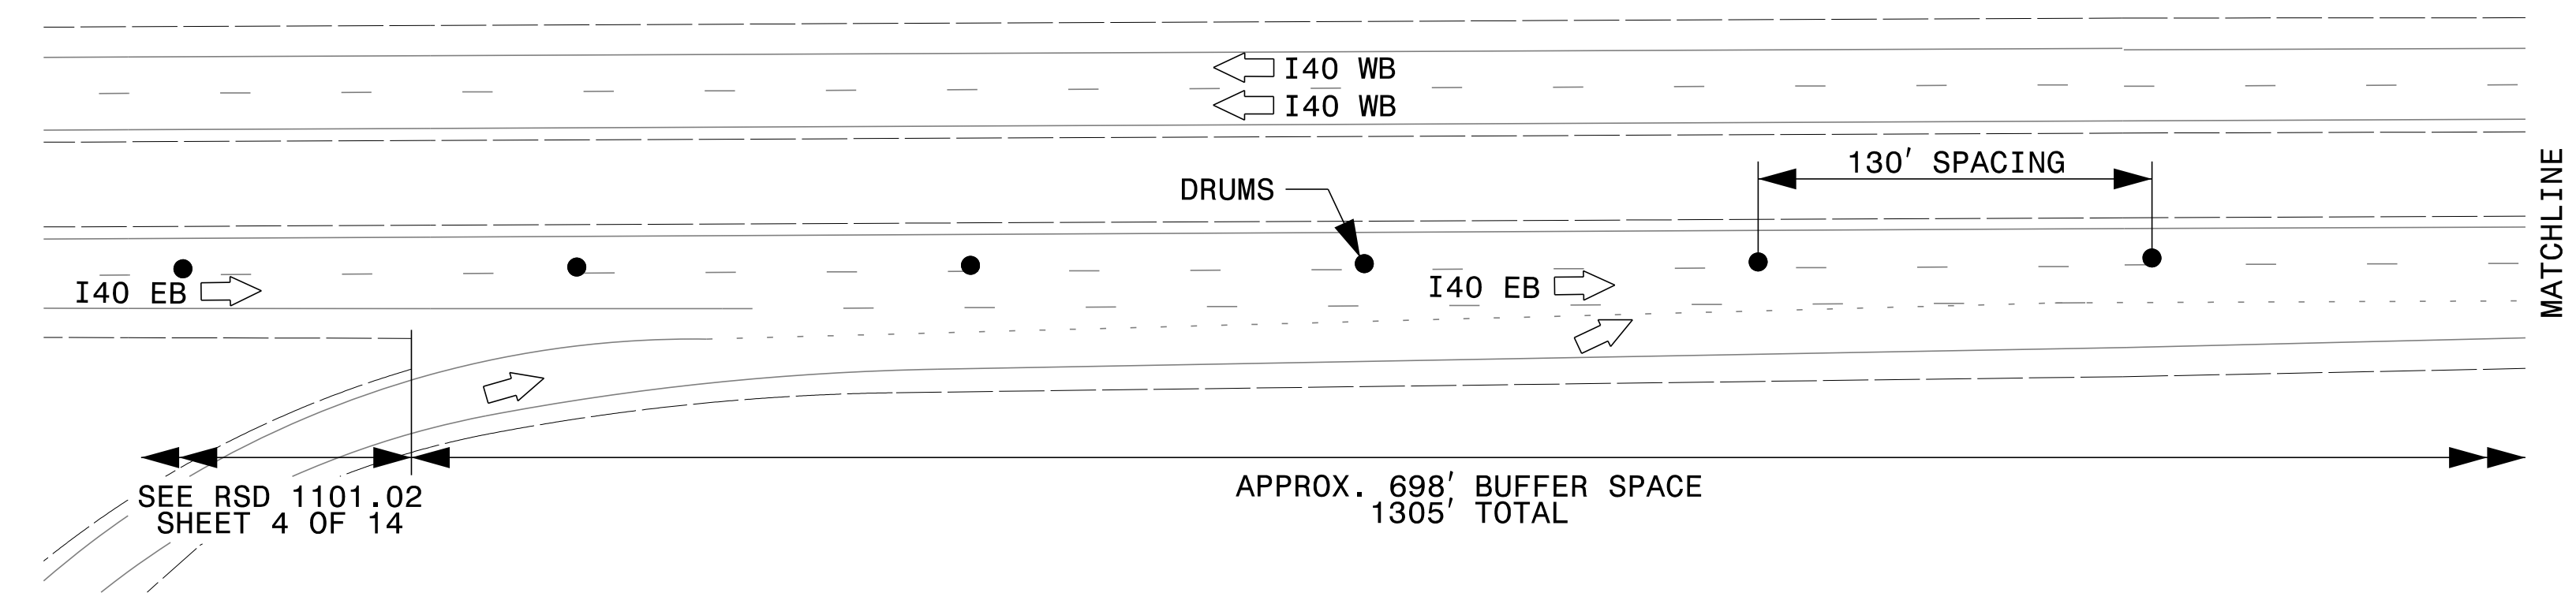 I40 WB
I40 WB
130' SPACING
DRUMS
MATCHLINE
I40 EB
I40 EB
SEE RSD 1101.02
SHEET 4 OF 14
APPROX. 698' BUFFER SPACE
1305' TOTAL